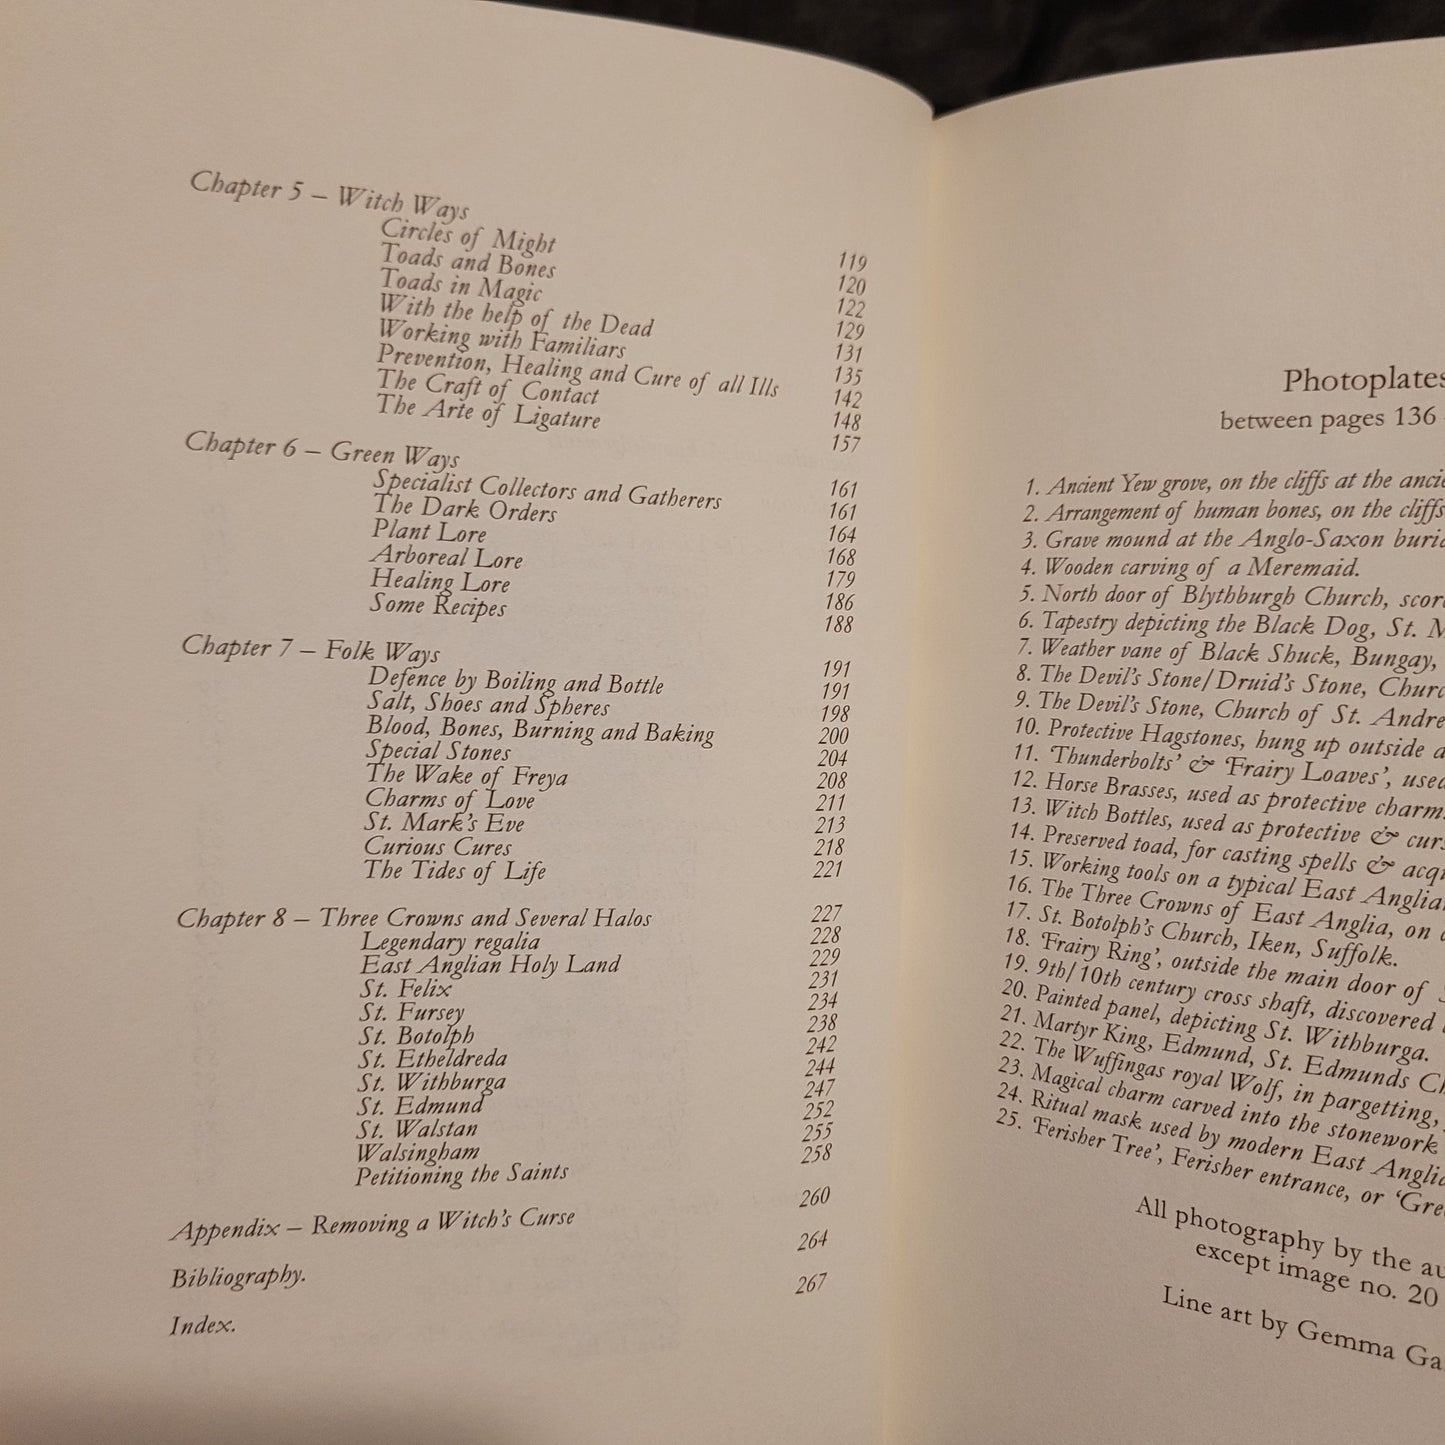 Chapter 5 – Witch Ways 119
Circles of Might 120
Toads and Bones 122
Toads in Magic 129
With the help of the Dead 131
Working with Familiars 135
Prevention, Healing and Cure of all Ills 142
The Craft of Contact 148
The Arte of Ligature 157
Chapter 6 – Green Ways 161
Specialist Collectors and Gatherers 161
The Dark Orders 164
Plant Lore 168
Arboreal Lore 179
Healing Lore 186
Some Recipes 188
Chapter 7 – Folk Ways 191
Defence by Boiling and Bottle 191
Salt, Shoes and Spheres 198
Blood, Bones, Burning and Baking 200
Special Stones 204
The Wake of Freya 208
Charms of Love 211
St. Mark's Eve 213
Curious Cures 218
The Tides of Life 221
Chapter 8 – Three Crowns and Several Halos 227
Legendary regalia 228
East Anglian Holy Land 229
St. Felix 231
St. Fursey 234
St. Botolph 238
St. Etheldreda 242
St. Withburga 244
St. Edmund 247
St. Walstan 252
Walsingham 255
Petitioning the Saints 258
Appendix – Removing a Witch's Curse 260
Bibliography. 264
Index. 267
Photoplates
between pages 136
1. Ancient Yew grove, on the cliffs at the
2. Arrangement of human bones, on the cliffs
3. Grave mound at the Anglo-Saxon
4. Wooden carving of a Meremaid.
5. North door of Blythburgh Church,
6. Tapestry depicting the Black Dog, St.
7. Weather vane of Black Shuck, Bungay,
8. The Devil's Stone/Druid's Stone,
9. The Devil's Stone, Church of St.
10. Protective Hagstones, hung up outside
11. 'Thunderbolts' & 'Frairy Loaves',
12. Horse Brasses, used as protective
13. Witch Bottles, used as protective &
14. Preserved toad, for casting spells &
15. Working tools on a typical East
16. The Three Crowns of East Anglia, on
17. St. Botolph's Church, Iken, Suffolk.
18. 'Frairy Ring', outside the main door of
19. 9th/10th century cross shaft, discovered
20. Painted panel, depicting St. Withburga.
21. Martyr King, Edmund, St. Edmunds
22. The Wuffingas royal Wolf, in pargetting,
23. Magical charm carved into the stonework
24. Ritual mask used by modern East
25. 'Ferisher Tree', Ferisher entrance, or
All photography by the
except image no. 20
Line art by Gemma